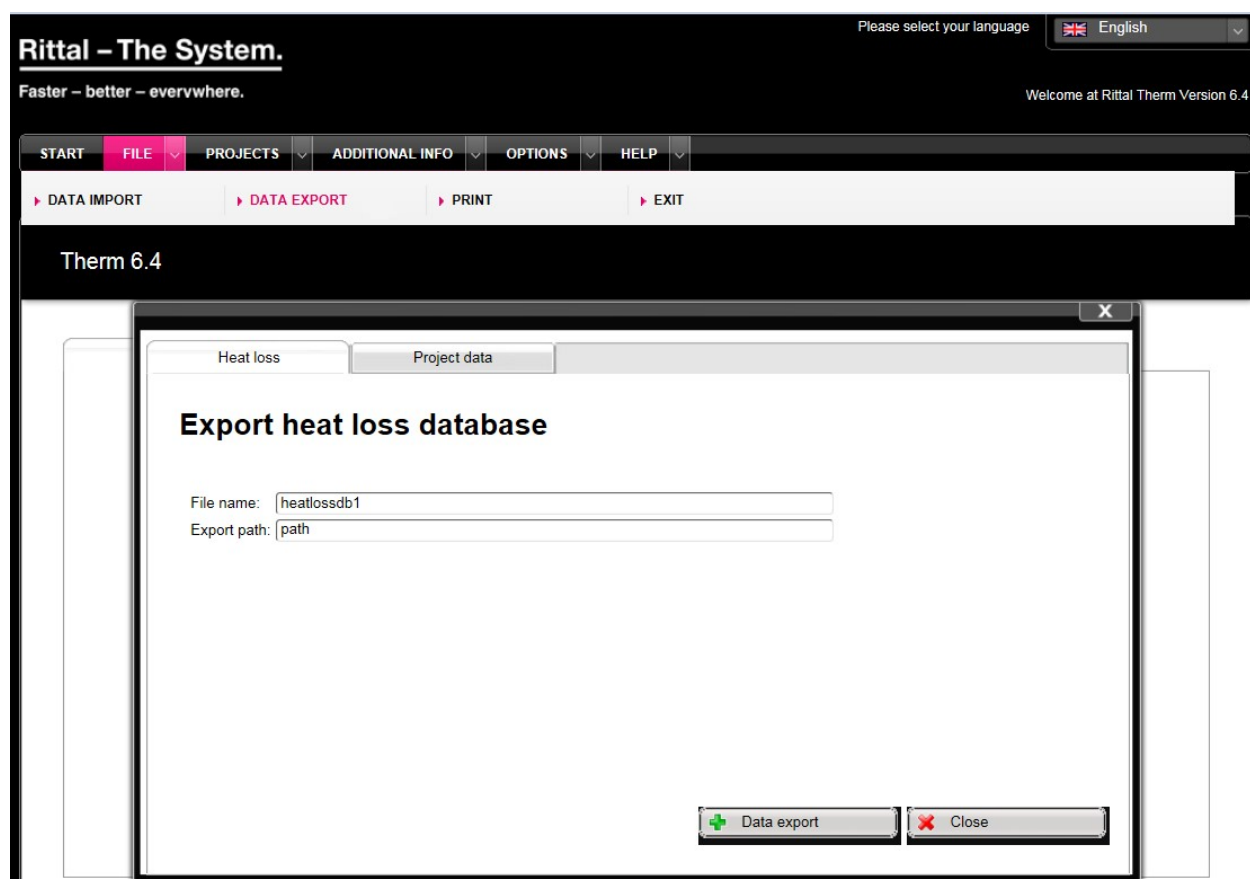 Please select your language
English
Rittal – The System.
Faster – better – everywhere.
Welcome at Rittal Therm Version 6.4
START FILE PROJECTS ADDITIONAL INFO OPTIONS HELP
DATA IMPORT DATA EXPORT PRINT EXIT
Therm 6.4
X
Heat loss Project data
Export heat loss database
File name: heatlossdb1
Export path: path
Data export Close